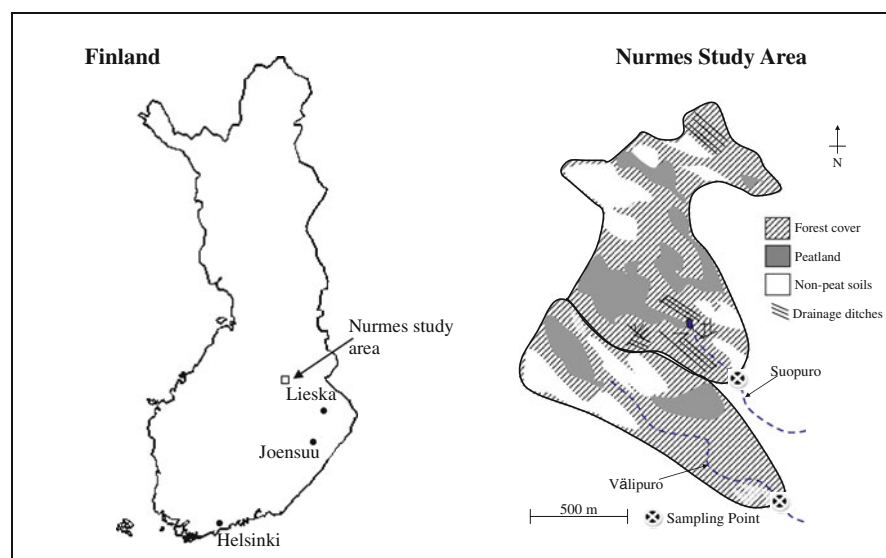 Finland
Nurmes study
area
Lieska
Joensuu
Helsinki
Nurmes Study Area
N
Forest cover
Peatland
Non-peat soils
Drainage ditches
Suopuro
Välipuro
500 m
Sampling Point